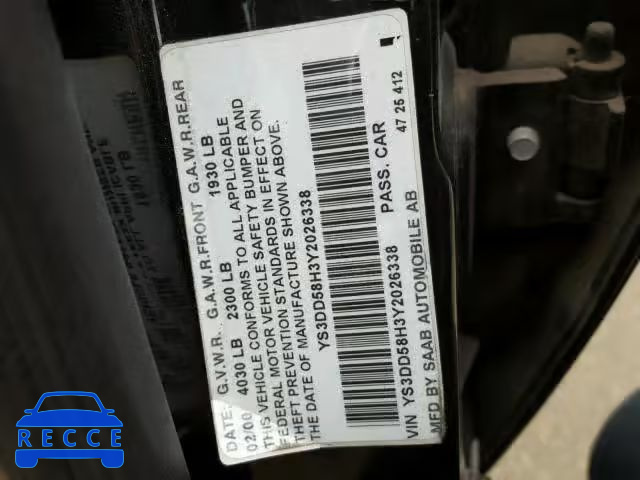 DATE: G.V.W.R. G.A.W.R.FRONT G.A.W.R.REAR
02/00 4030 LB 2300 LB 1930 LB
THIS VEHICLE CONFORMS TO ALL APPLICABLE
FEDERAL MOTOR VEHICLE SAFETY BUMPER AND
THEFT PREVENTION STANDARDS IN EFFECT ON
THE DATE OF MANUFACTURE SHOWN ABOVE.
YS3DD58H3Y2026338
VIN YS3DD58H3Y2026338 PASS. CAR
MFD BY SAAB AUTOMOBILE AB 47 25 412
RECCE